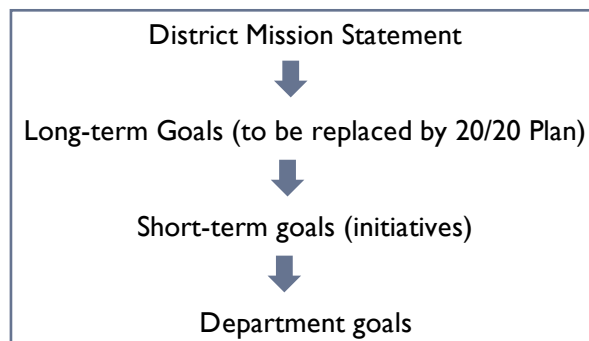 District Mission Statement
Long-term Goals (to be replaced by 20/20 Plan)
Short-term goals (initiatives)
Department goals